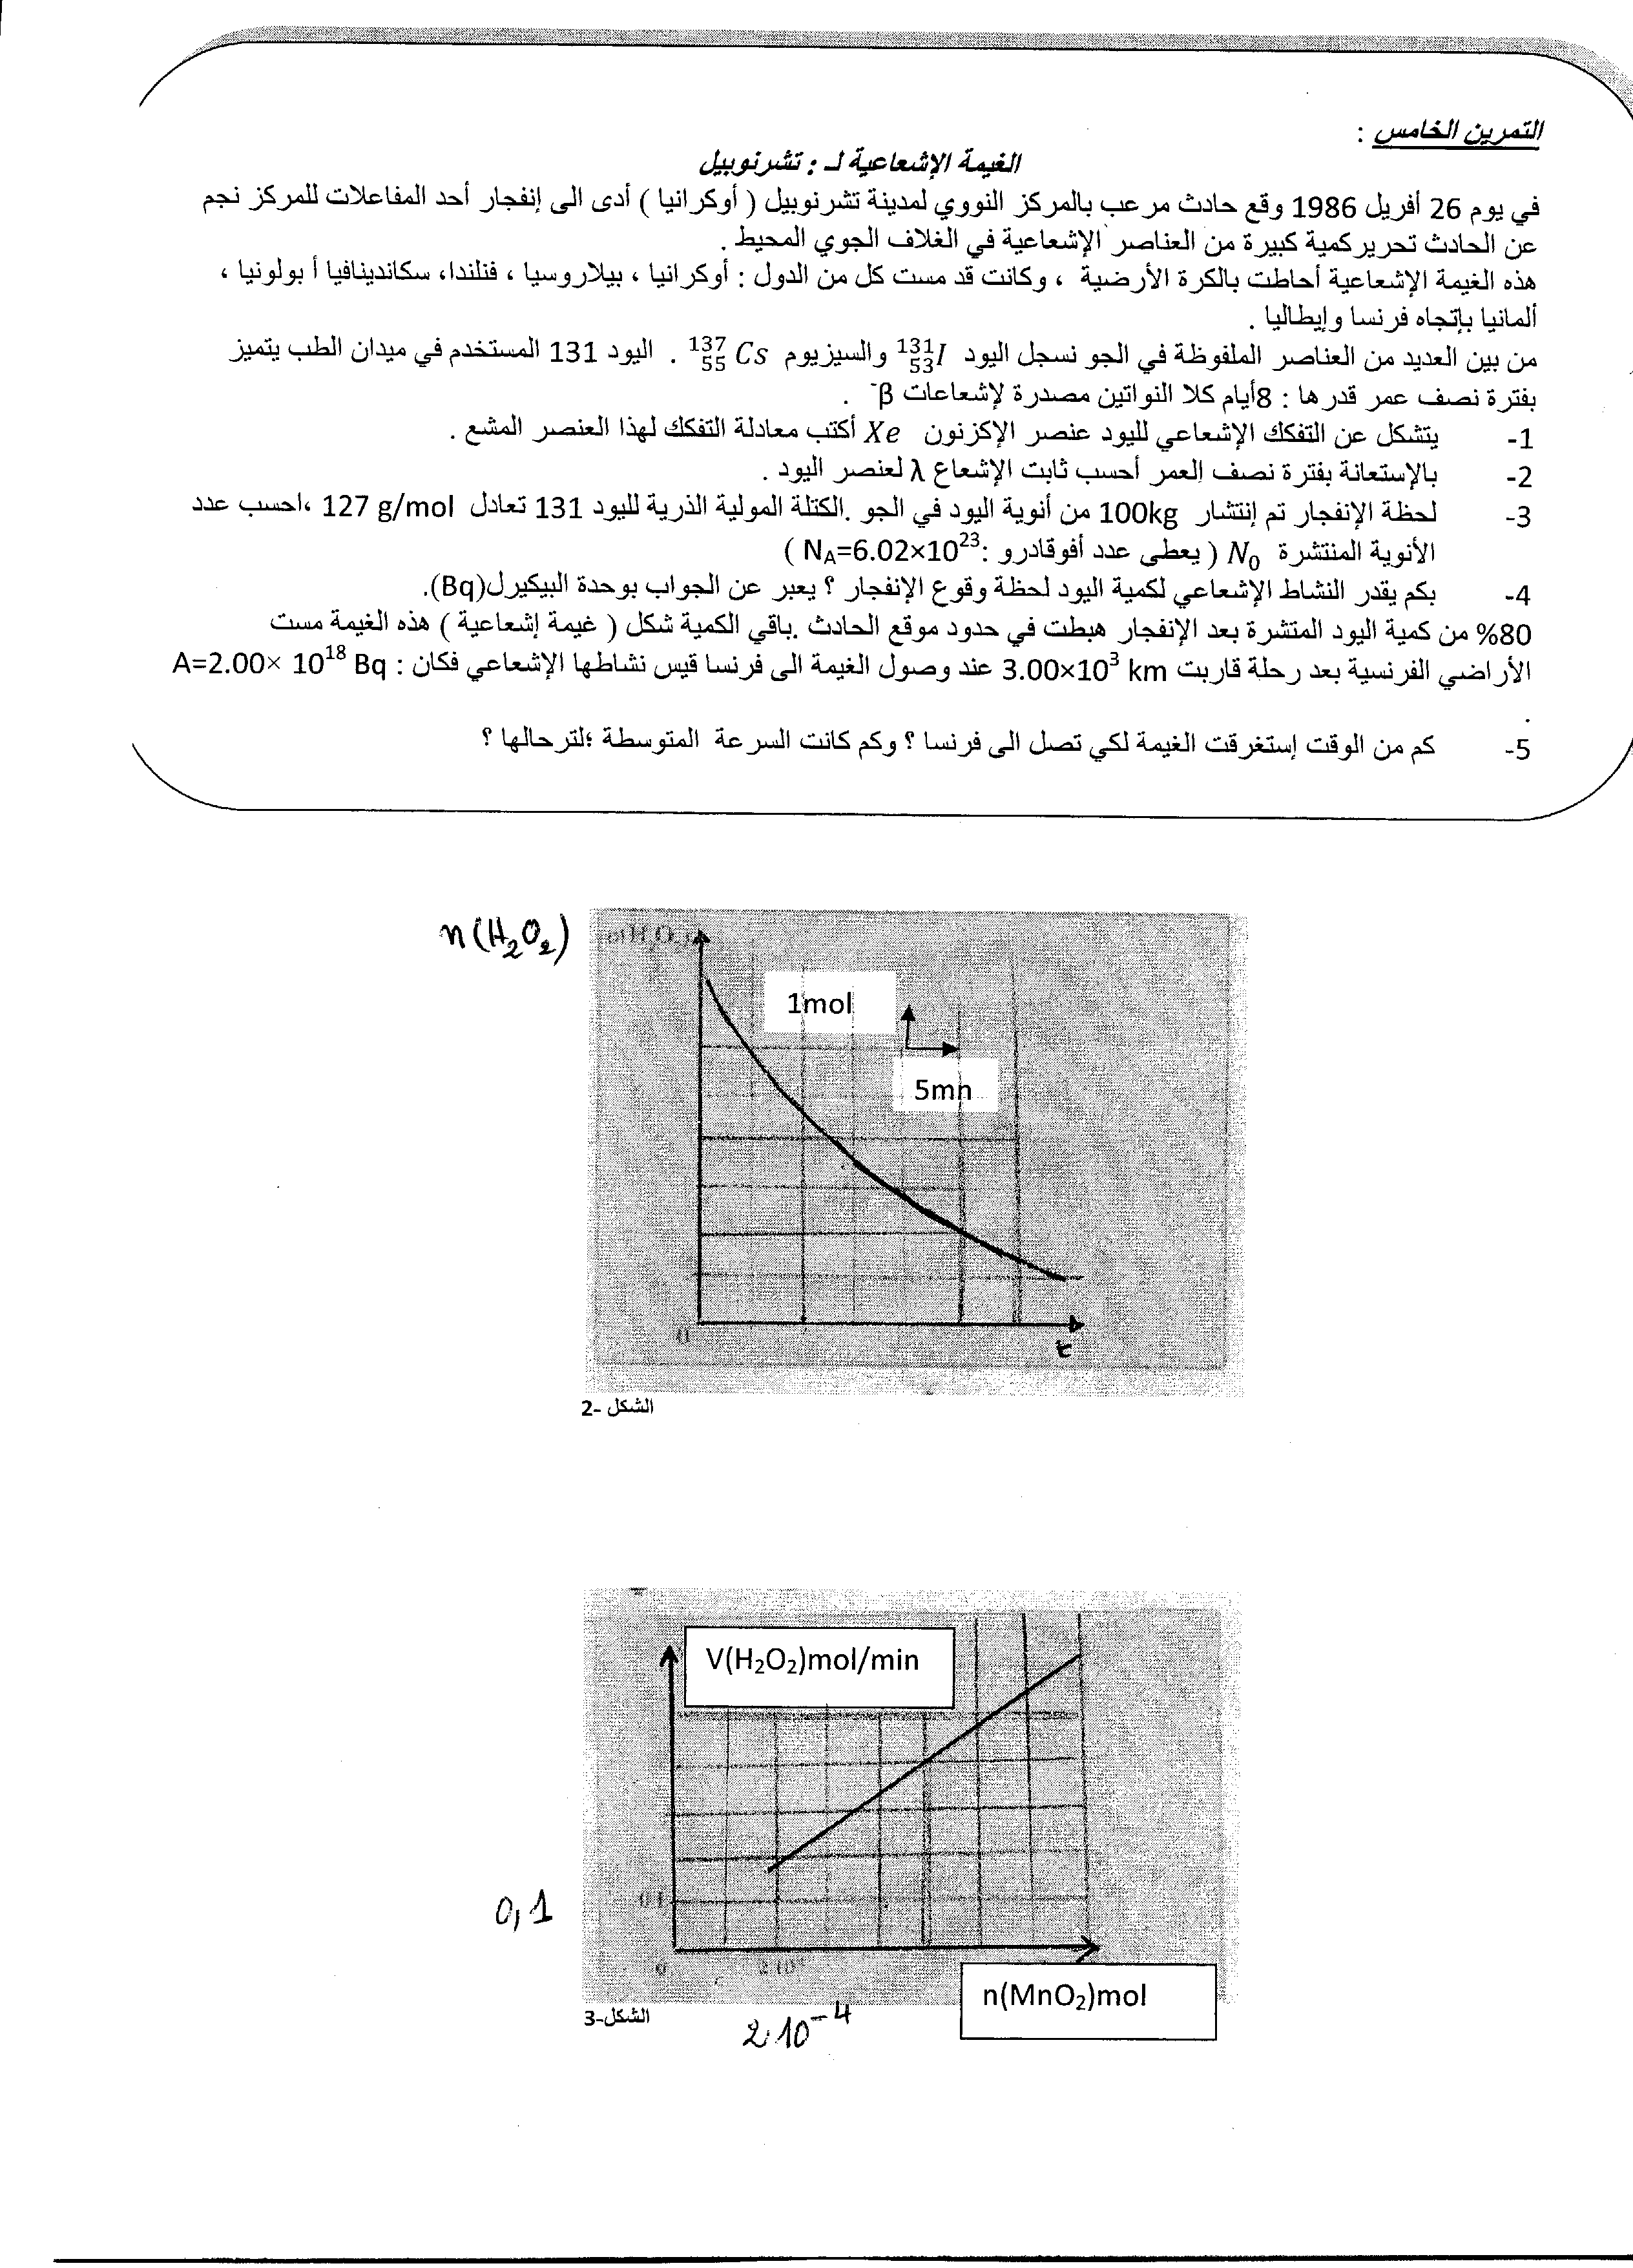 التمرين الخامس :
الغيمة الإشعاعية لـ : تشرنوبيل
في يوم 26 أفريل 1986 وقع حادث مرعب بالمركز النووي لمدينة تشرنوبيل ( أوكرانيا ) أدى الى إنفجار أحد المفاعلات للمركز نجم
عن الحادث تحرير كمية كبيرة من العناصر الإشعاعية في الغلاف الجوي المحيط .
هذه الغيمة الإشعاعية أحاطت بالكرة الأرضية ، وكانت قد مست كل من الدول : أوكرانيا ، بيلاروسيا ، فنلندا، سكاندينافيا أ بولونيا ،
ألمانيا بإتجاه فرنسا وإيطاليا .
من بين العديد من العناصر الملفوظة في الجو نسجل اليود ¹³¹₅₃I والسيزيوم ¹³⁷₅₅Cs . اليود 131 المستخدم في ميدان الطب يتميز
بفترة نصف عمر قدرها : 8أيام كلا النواتين مصدرة لإشعاعات β⁻ .
1- يتشكل عن التفكك الإشعاعي لليود عنصر الإكزنون Xe أكتب معادلة التفكك لهذا العنصر المشع .
2- بالإستعانة بفترة نصف العمر أحسب ثابت الإشعاع λ لعنصر اليود .
3- لحظة الإنفجار تم إنتشار 100kg من أنوية اليود في الجو .الكتلة المولية الذرية لليود 131 تعادل 127 g/mol ،احسب عدد
الأنوية المنتشرة N₀ ( يعطى عدد أفوقادرو :N_A=6.02×10²³ )
4- بكم يقدر النشاط الإشعاعي لكمية اليود لحظة وقوع الإنفجار ؟ يعبر عن الجواب بوحدة البيكيرل(Bq).
80% من كمية اليود المتشرة بعد الإنفجار هبطت في حدود موقع الحادث .باقي الكمية شكل ( غيمة إشعاعية ) هذه الغيمة مست
الأراضي الفرنسية بعد رحلة قاربت 3.00×10³ km عند وصول الغيمة الى فرنسا قيس نشاطها الإشعاعي فكان : A=2.00× 10¹⁸ Bq
.
5- كم من الوقت إستغرقت الغيمة لكي تصل الى فرنسا ؟ وكم كانت السرعة المتوسطة ؛لترحالها ؟
n(H₂O₂)
1mol
5mn
0
t
الشكل -2
V(H₂O₂)mol/min
0,1
0
n(MnO₂)mol
الشكل-3
2.10⁻⁴